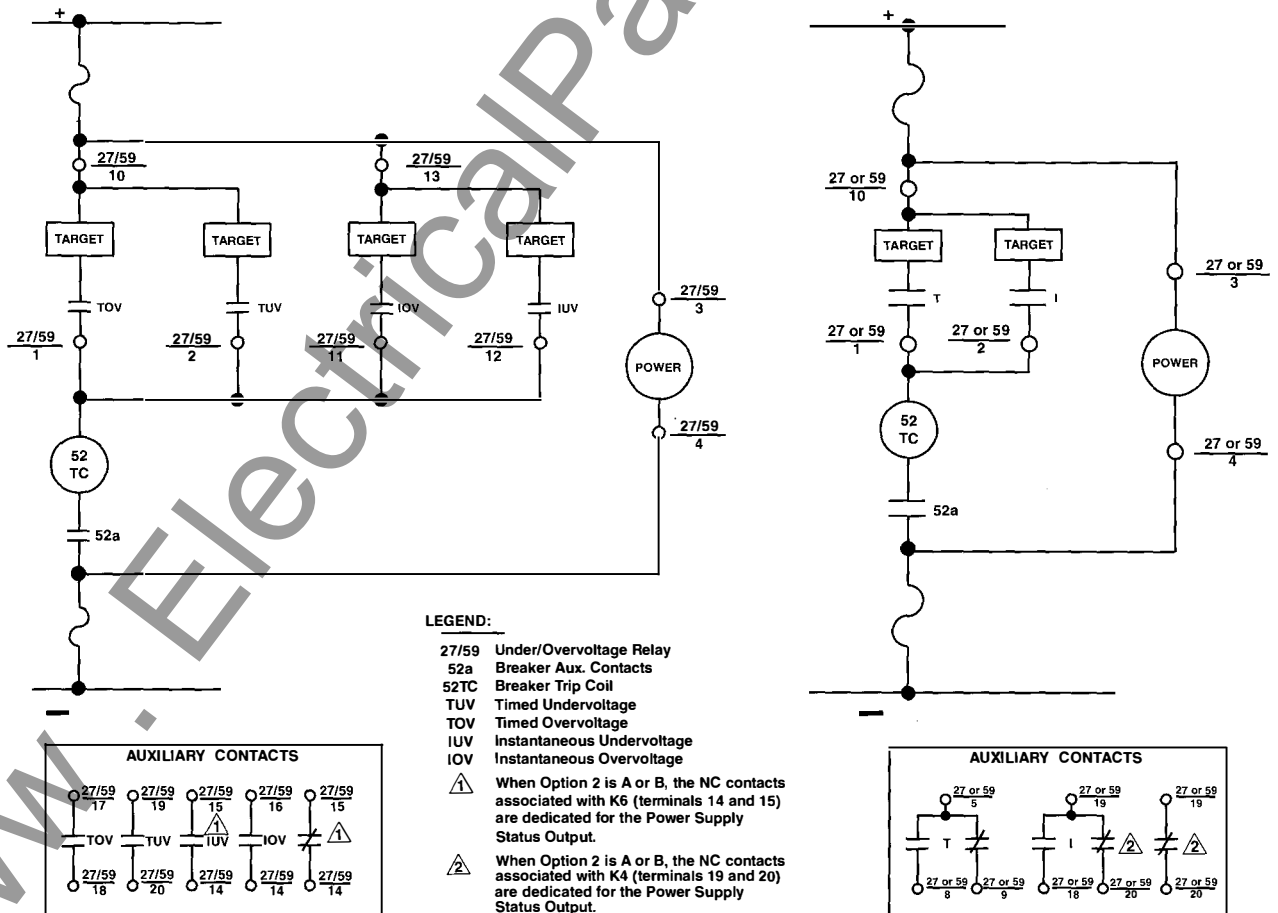 +
27/59
10
27/59
13
TARGET
TARGET
TARGET
TARGET
TOV
TUV
IOV
IUV
27/59
1
27/59
2
27/59
11
27/59
12
27/59
3
POWER
27/59
4
52
TC
52a
—
+
27 or 59
10
TARGET
TARGET
T
I
27 or 59
1
27 or 59
2
27 or 59
3
POWER
27 or 59
4
52
TC
52a
—
LEGEND:
27/59 Under/Overvoltage Relay
52a Breaker Aux. Contacts
52TC Breaker Trip Coil
TUV Timed Undervoltage
TOV Timed Overvoltage
IUV Instantaneous Undervoltage
IOV Instantaneous Overvoltage
1 When Option 2 is A or B, the NC contacts
associated with K6 (terminals 14 and 15)
are dedicated for the Power Supply
Status Output.
2 When Option 2 is A or B, the NC contacts
associated with K4 (terminals 19 and 20)
are dedicated for the Power Supply
Status Output.
AUXILIARY CONTACTS
27/59 27/59 27/59 27/59 27/59
17 19 15 16 15
1
TOV TUV IUV IOV 1
27/59 27/59 27/59 27/59 27/59
18 20 14 14 14
AUXILIARY CONTACTS
27 or 59 27 or 59 27 or 59
5 19 19
T I 2 2
27 or 59 27 or 59 27 or 59 27 or 59 27 or 59
8 9 18 20 20
www.ElectricalPa